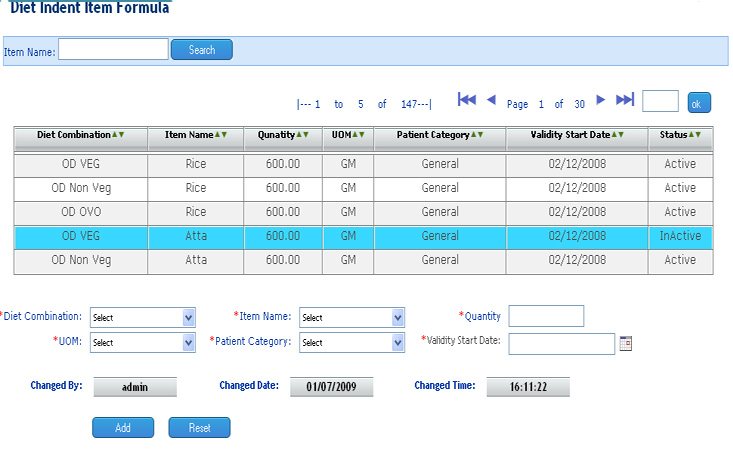 Diet Indent Item Formula
Item Name: Search
|--- 1 to 5 of 147---| Page 1 of 30 ok
Diet Combination Item Name Qunatity UOM Patient Category Validity Start Date Status
OD VEG Rice 600.00 GM General 02/12/2008 Active
OD Non Veg Rice 600.00 GM General 02/12/2008 Active
OD OVO Rice 600.00 GM General 02/12/2008 Active
OD VEG Atta 600.00 GM General 02/12/2008 InActive
OD Non Veg Atta 600.00 GM General 02/12/2008 Active
*Diet Combination: Select *Item Name: Select *Quantity
*UOM: Select *Patient Category: Select *Validity Start Date:
Changed By: admin Changed Date: 01/07/2009 Changed Time: 16:11:22
Add Reset